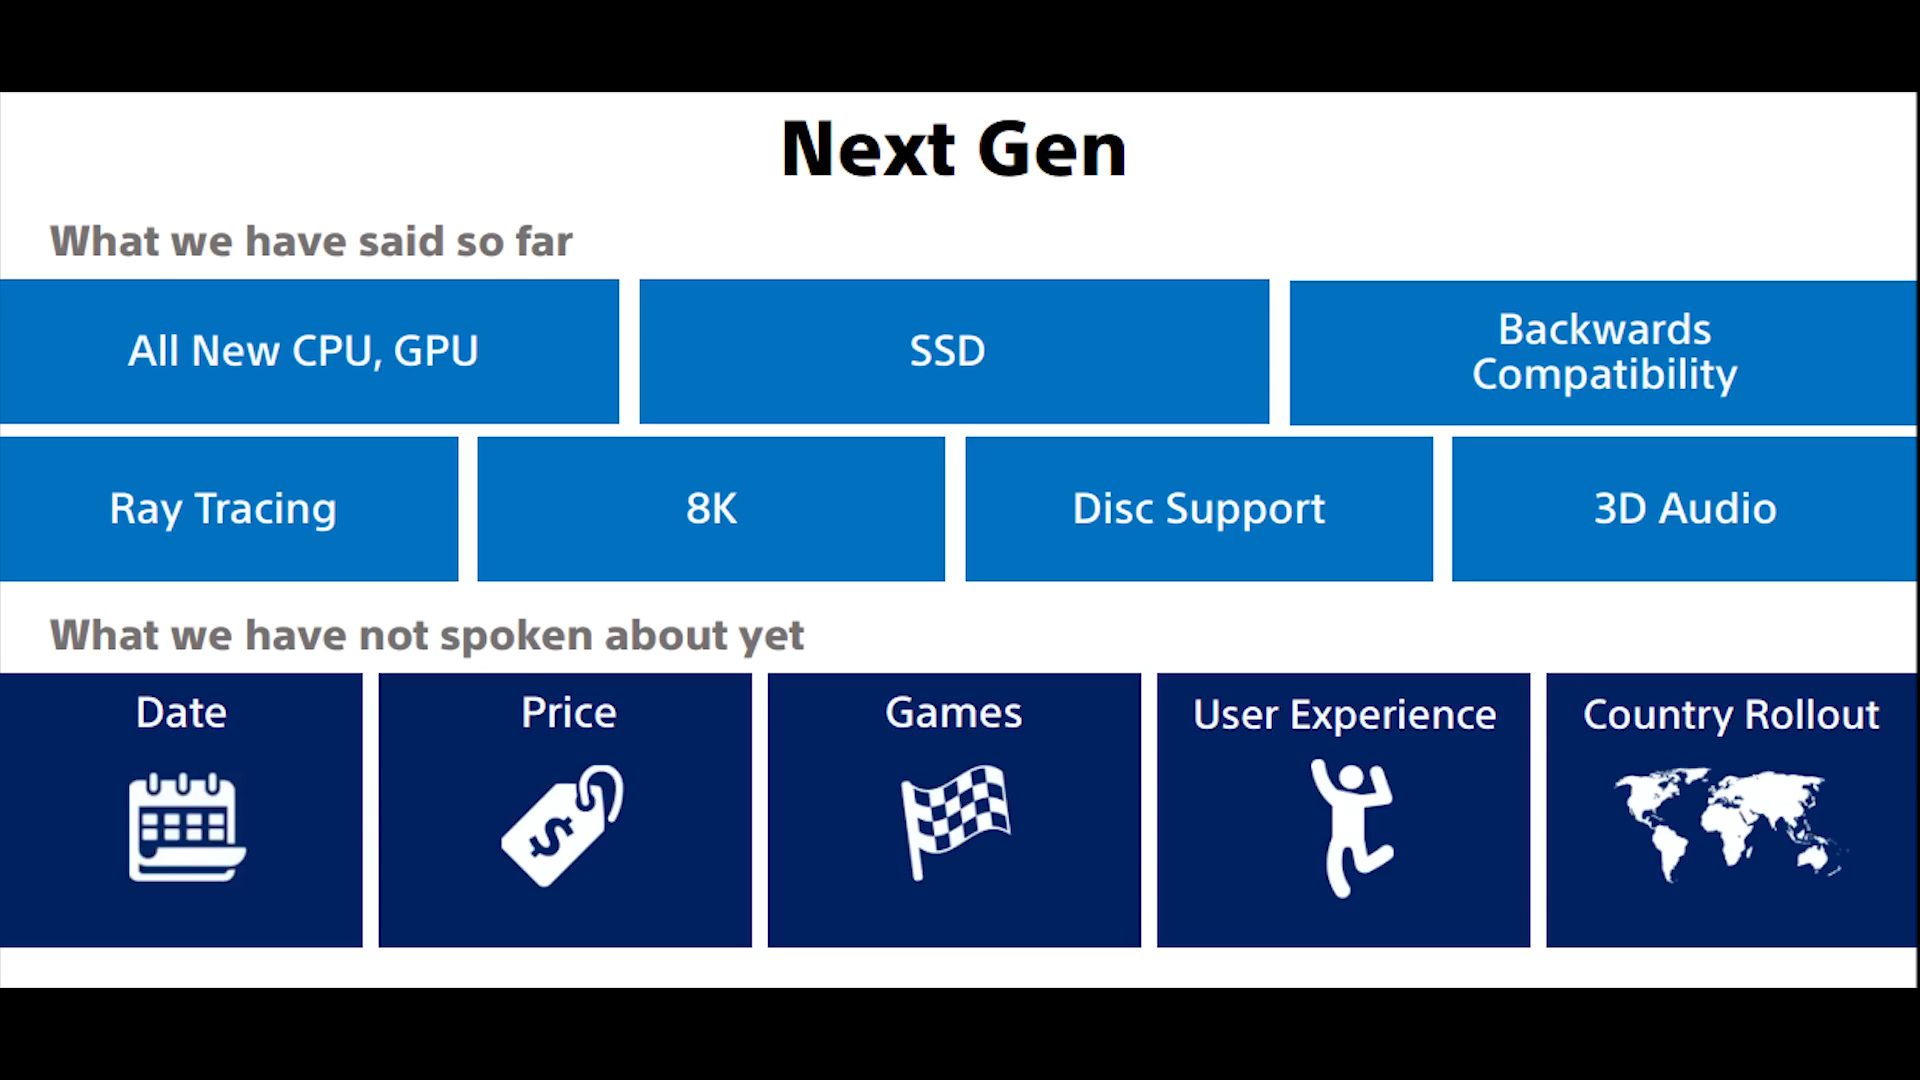 Next Gen
What we have said so far
All New CPU, GPU
SSD
Backwards
Compatibility
Ray Tracing
8K
Disc Support
3D Audio
What we have not spoken about yet
Date
Price
Games
User Experience
Country Rollout
$